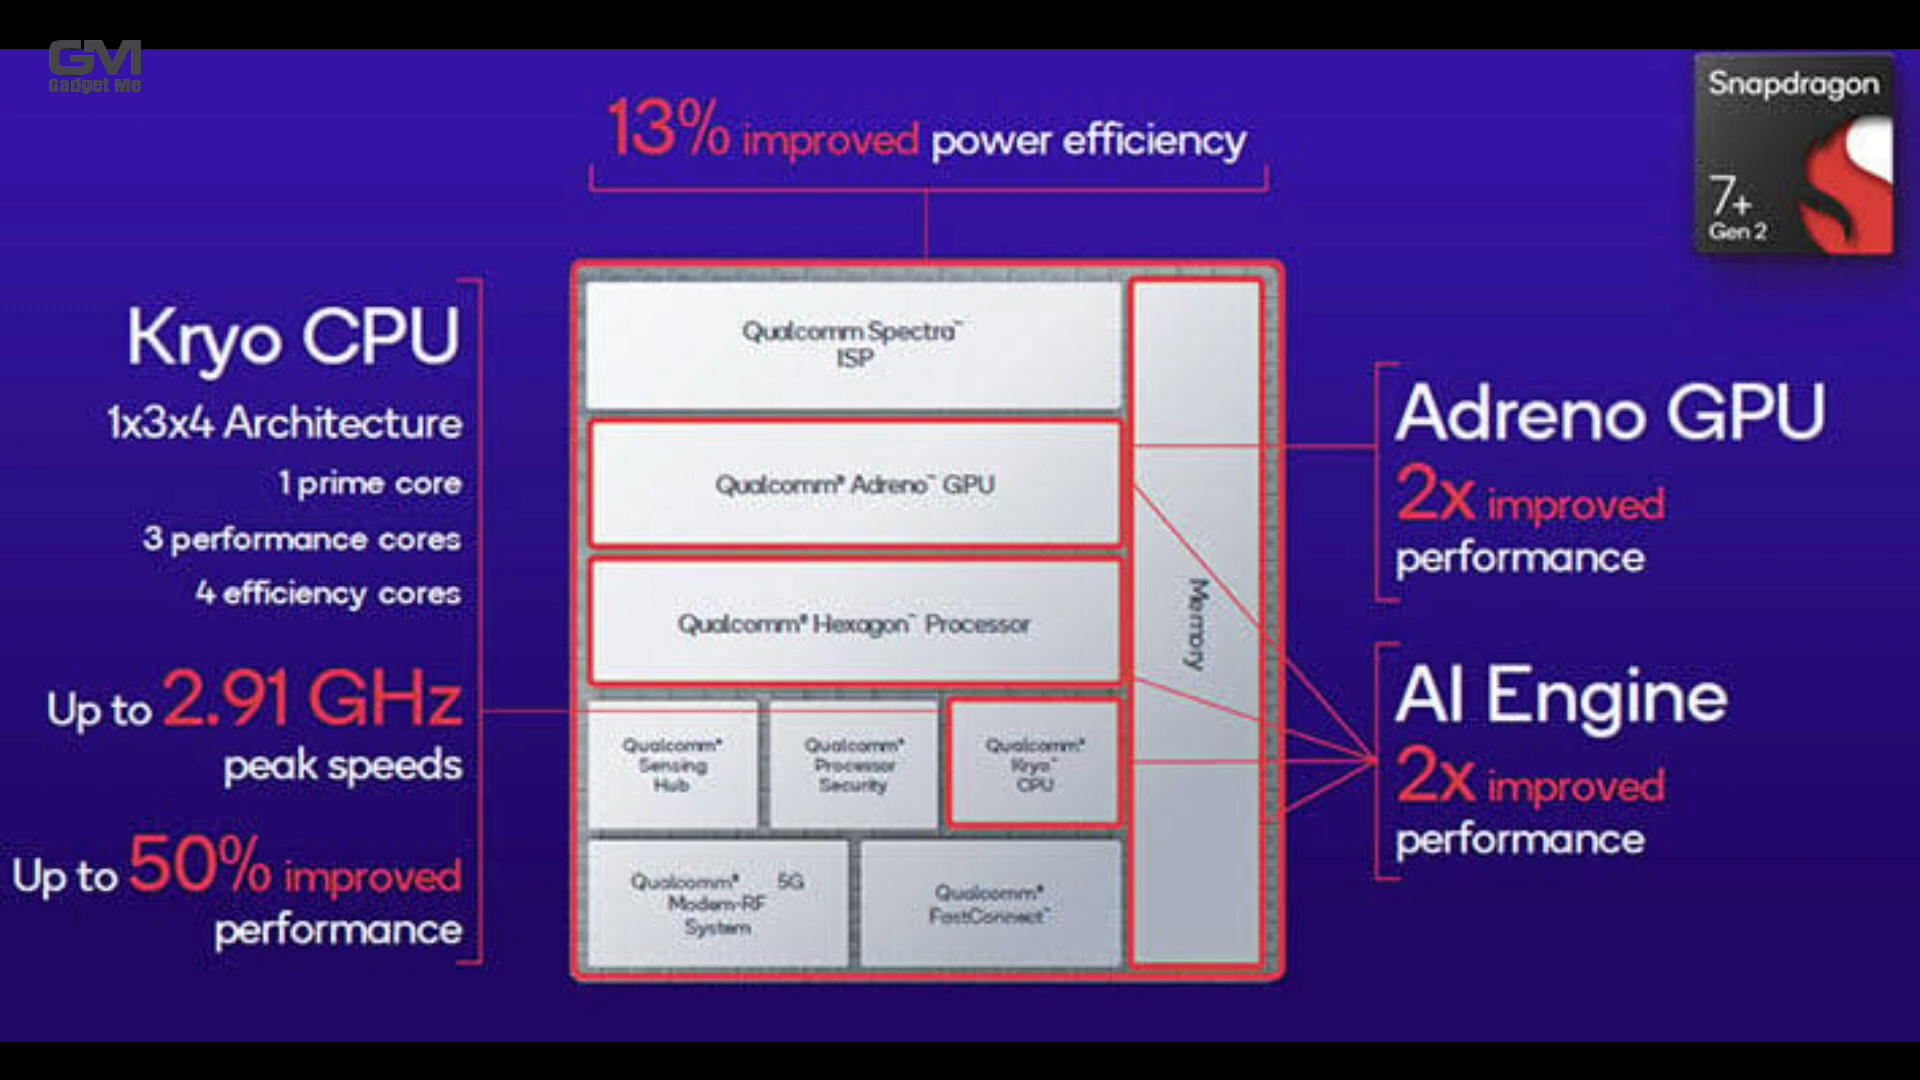 GM
Gadget Me
Snapdragon
7+
Gen 2
13% improved power efficiency
Kryo CPU
1x3x4 Architecture
1 prime core
3 performance cores
4 efficiency cores
Up to 2.91 GHz
peak speeds
Up to 50% improved
performance
Qualcomm Spectra™
ISP
Qualcomm® Adreno™ GPU
Qualcomm® Hexagon™ Processor
Qualcomm®
Sensing
Hub
Qualcomm®
Processor
Security
Qualcomm®
Kryo™
CPU
Qualcomm® 5G
Modem-RF
System
Qualcomm®
FastConnect™
Memory
Adreno GPU
2x improved
performance
AI Engine
2x improved
performance